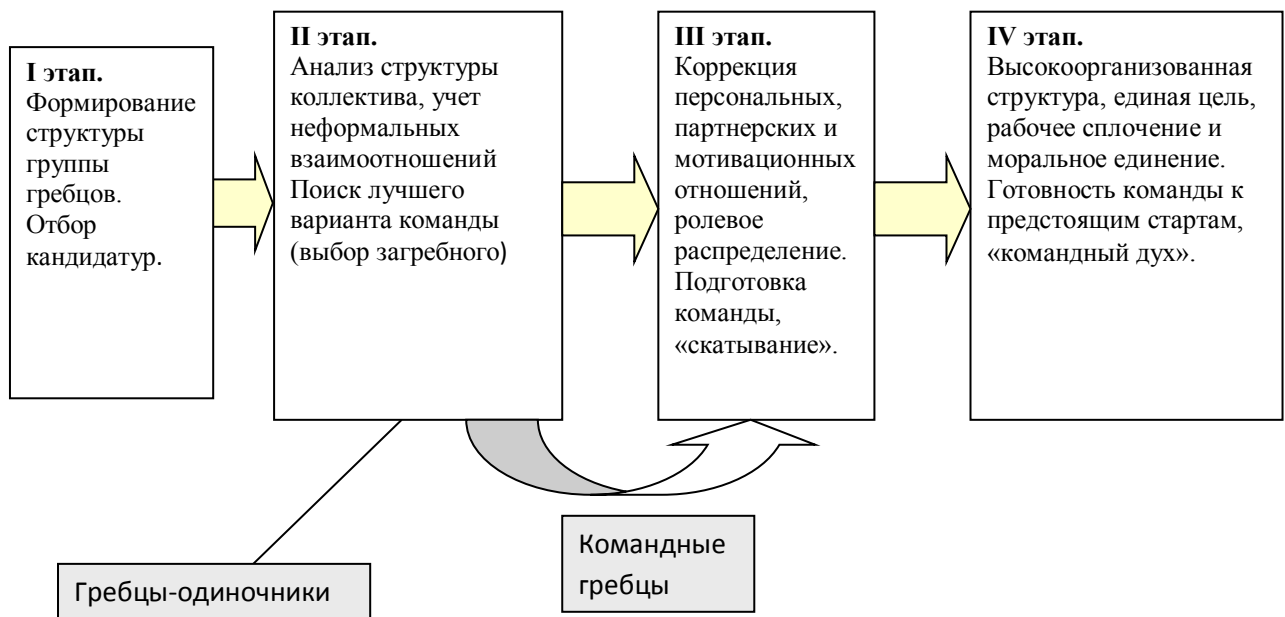 I этап.
Формирование
структуры
группы
гребцов.
Отбор
кандидатур.
II этап.
Анализ структуры
коллектива, учет
неформальных
взаимоотношений
Поиск лучшего
варианта команды
(выбор загребного)
III этап.
Коррекция
персональных,
партнерских и
мотивационных
отношений,
ролевое
распределение.
Подготовка
команды,
«скатывание».
IV этап.
Высокоорганизованная
структура, единая цель,
рабочее сплочение и
моральное единение.
Готовность команды к
предстоящим стартам,
«командный дух».
Командные
гребцы
Гребцы-одиночники